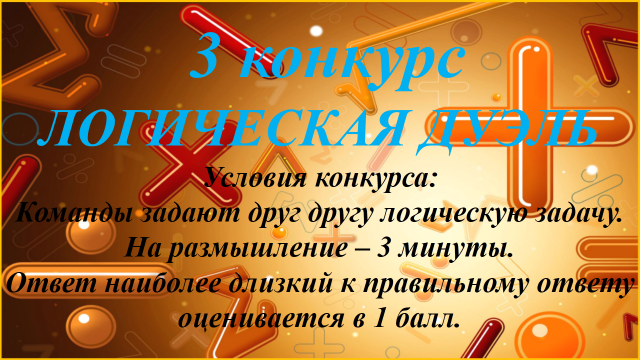 3 конкурс
ЛОГИЧЕСКАЯ ДУЭЛЬ
Условия конкурса:
Команды задают друг другу логическую задачу.
На размышление – 3 минуты.
Ответ наиболее длизкий к правильному ответу
оценивается в 1 балл.